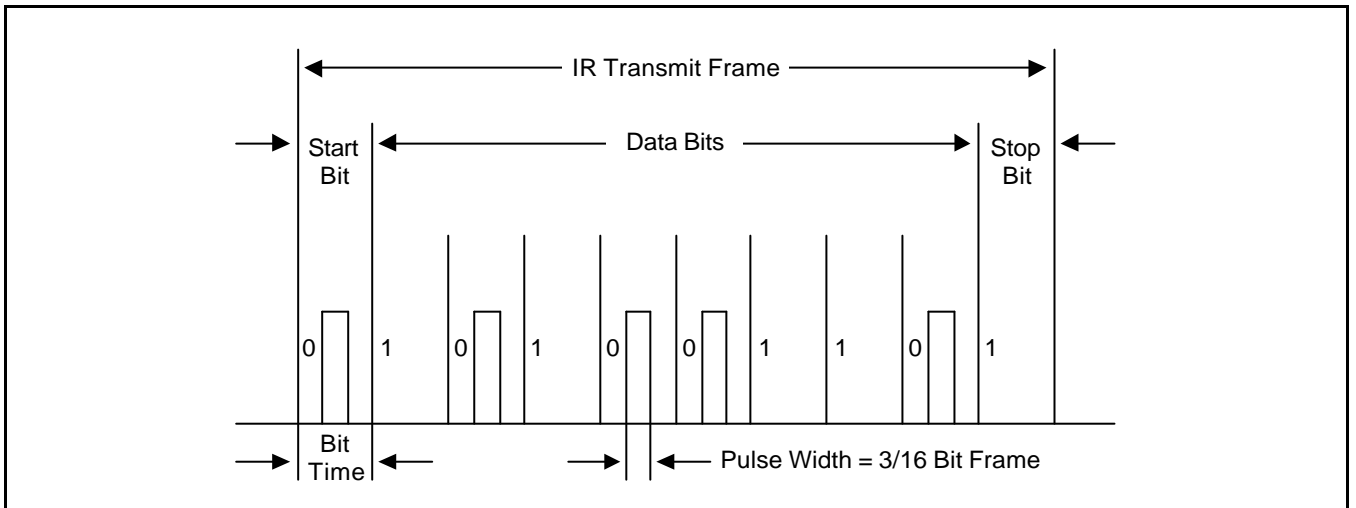 IR Transmit Frame
Start
Bit
Data Bits
Stop
Bit
0 1 0 1 0 0 1 1 0 1
Bit
Time
Pulse Width = 3/16 Bit Frame